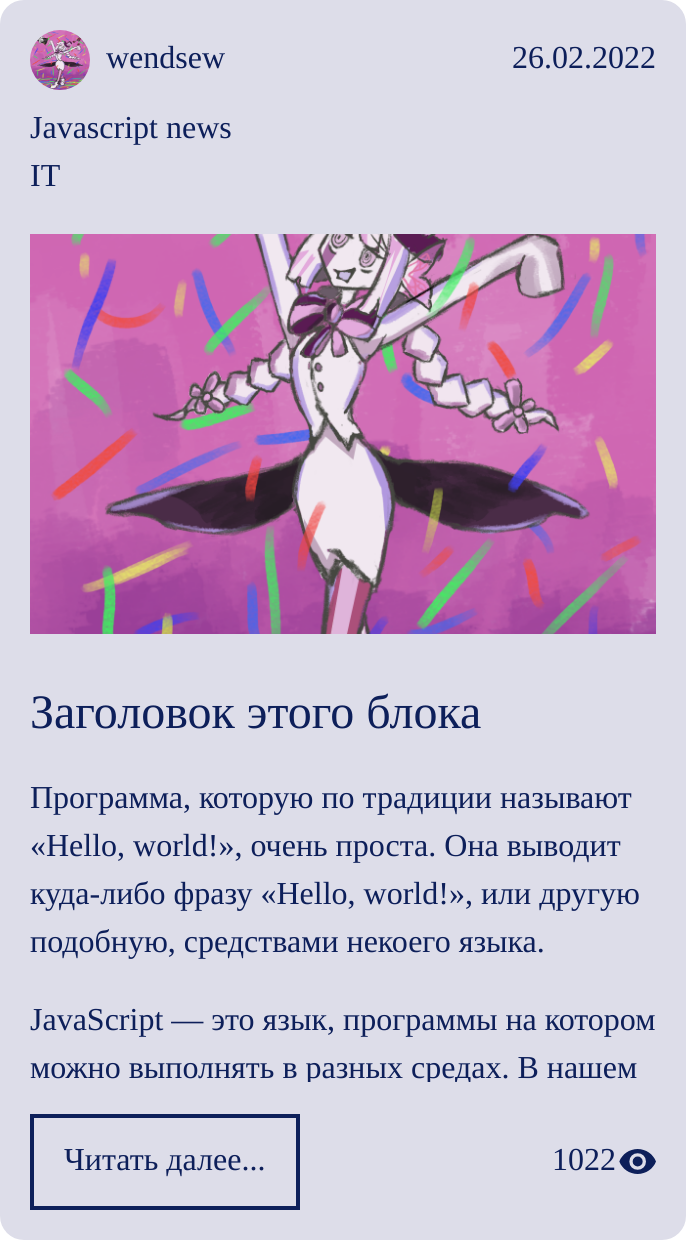 wendsew 26.02.2022
Javascript news
IT
Заголовок этого блока
Программа, которую по традиции называют
«Hello, world!», очень проста. Она выводит
куда-либо фразу «Hello, world!», или другую
подобную, средствами некоего языка.
JavaScript — это язык, программы на котором
можно выполнять в разных средах. В нашем
Читать далее... 1022